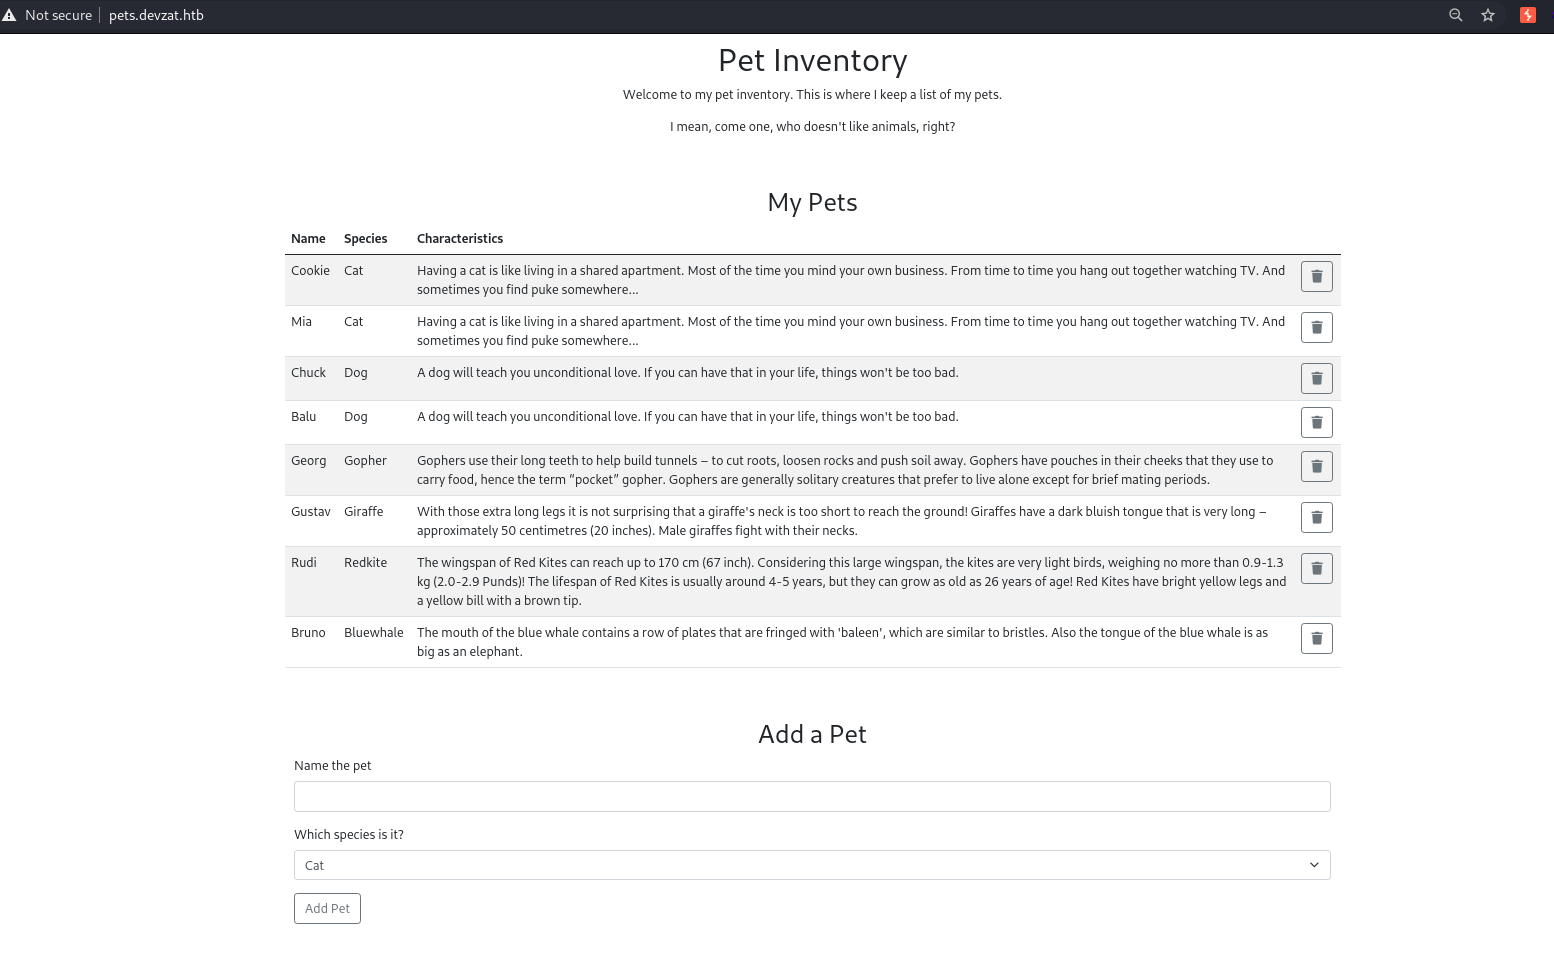 Not secure | pets.devzat.htb
Pet Inventory
Welcome to my pet inventory. This is where I keep a list of my pets.
I mean, come one, who doesn't like animals, right?
My Pets
Name Species Characteristics
Cookie Cat Having a cat is like living in a shared apartment. Most of the time you mind your own business. From time to time you hang out together watching TV. And
sometimes you find puke somewhere...
Mia Cat Having a cat is like living in a shared apartment. Most of the time you mind your own business. From time to time you hang out together watching TV. And
sometimes you find puke somewhere...
Chuck Dog A dog will teach you unconditional love. If you can have that in your life, things won't be too bad.
Balu Dog A dog will teach you unconditional love. If you can have that in your life, things won't be too bad.
Georg Gopher Gophers use their long teeth to help build tunnels – to cut roots, loosen rocks and push soil away. Gophers have pouches in their cheeks that they use to
carry food, hence the term “pocket” gopher. Gophers are generally solitary creatures that prefer to live alone except for brief mating periods.
Gustav Giraffe With those extra long legs it is not surprising that a giraffe's neck is too short to reach the ground! Giraffes have a dark bluish tongue that is very long –
approximately 50 centimetres (20 inches). Male giraffes fight with their necks.
Rudi Redkite The wingspan of Red Kites can reach up to 170 cm (67 inch). Considering this large wingspan, the kites are very light birds, weighing no more than 0.9-1.3
kg (2.0-2.9 Punds)! The lifespan of Red Kites is usually around 4-5 years, but they can grow as old as 26 years of age! Red Kites have bright yellow legs and
a yellow bill with a brown tip.
Bruno Bluewhale The mouth of the blue whale contains a row of plates that are fringed with 'baleen', which are similar to bristles. Also the tongue of the blue whale is as
big as an elephant.
Add a Pet
Name the pet
Which species is it?
Cat
Add Pet